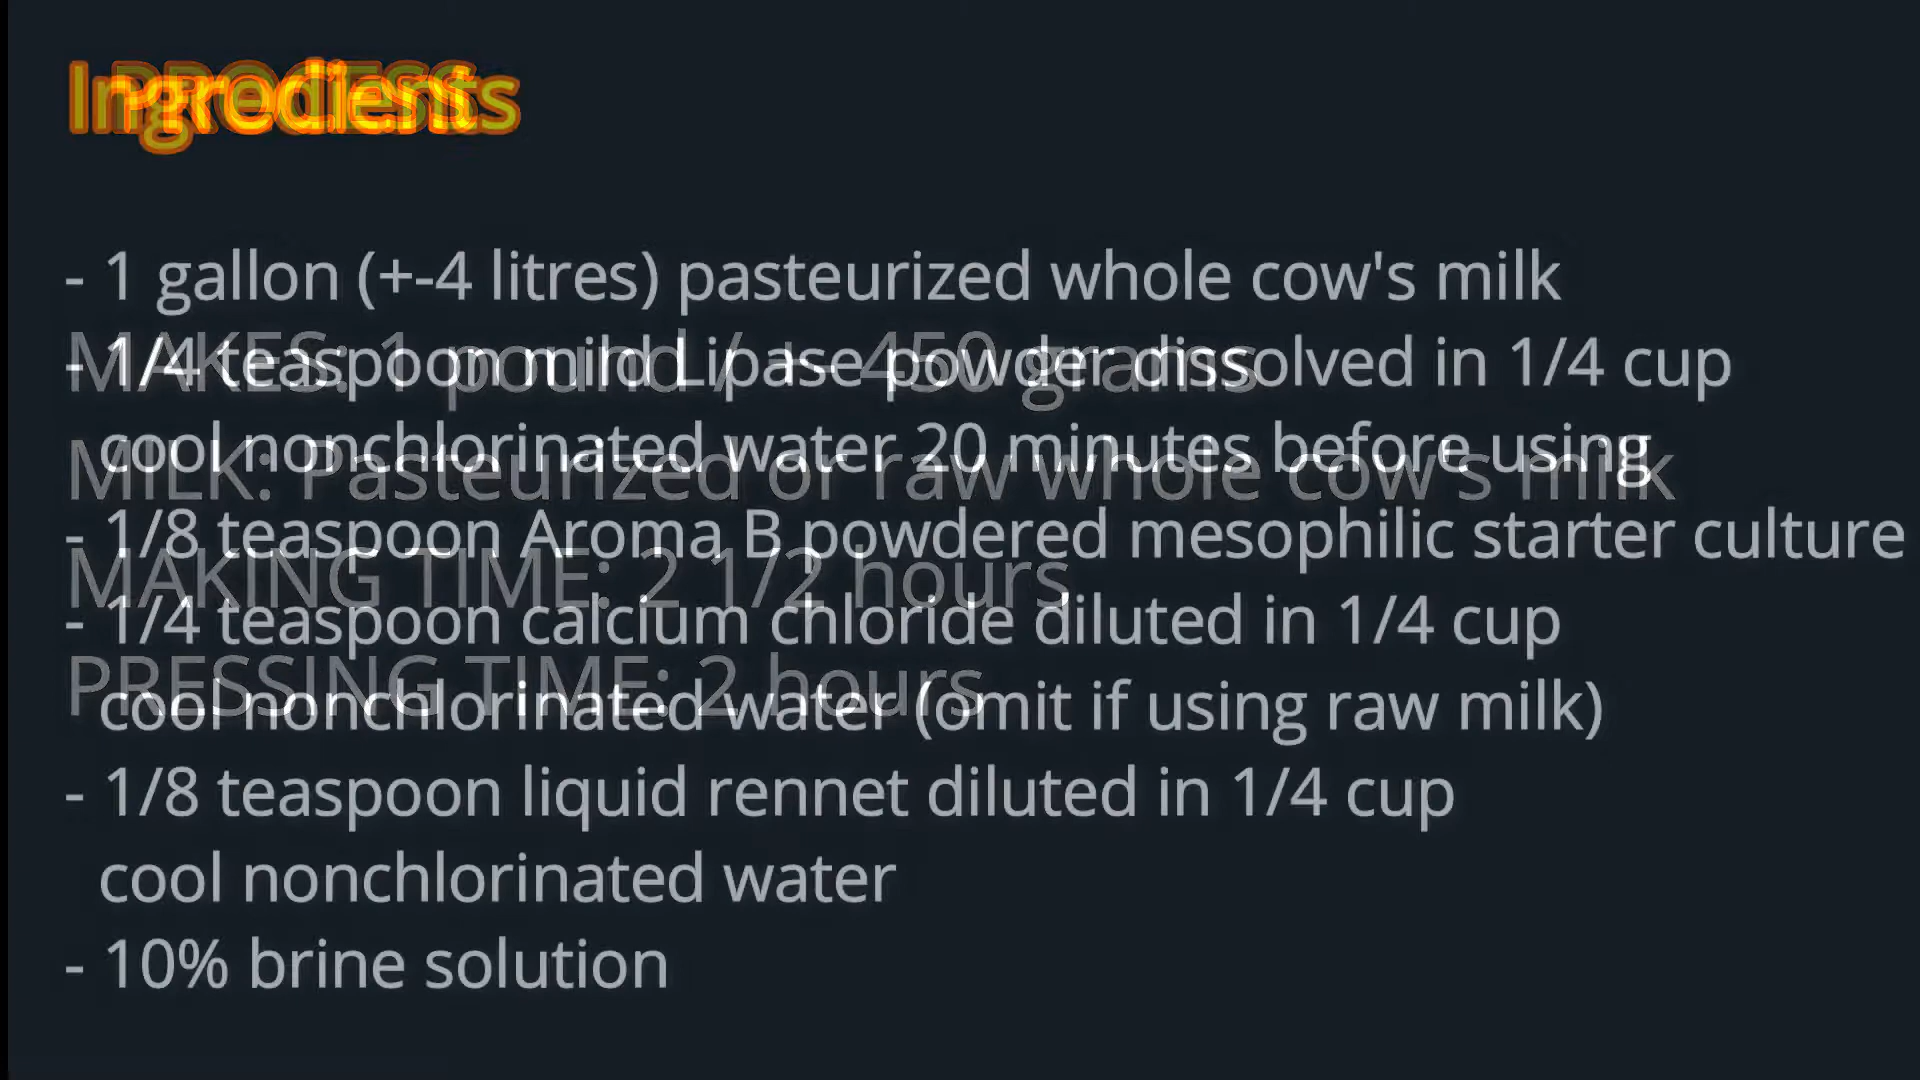 Ingredients
PROCESS
- 1 gallon (+-4 litres) pasteurized whole cow's milk
- 1/4 teaspoon mild Lipase powder dissolved in 1/4 cup
cool nonchlorinated water 20 minutes before using
- 1/8 teaspoon Aroma B powdered mesophilic starter culture
- 1/4 teaspoon calcium chloride diluted in 1/4 cup
cool nonchlorinated water (omit if using raw milk)
- 1/8 teaspoon liquid rennet diluted in 1/4 cup
cool nonchlorinated water
- 10% brine solution
MAKES: 1 pound / +- 450 grams
MILK: Pasteurized or raw whole cow's milk
MAKING TIME: 2 1/2 hours
PRESSING TIME: 2 hours